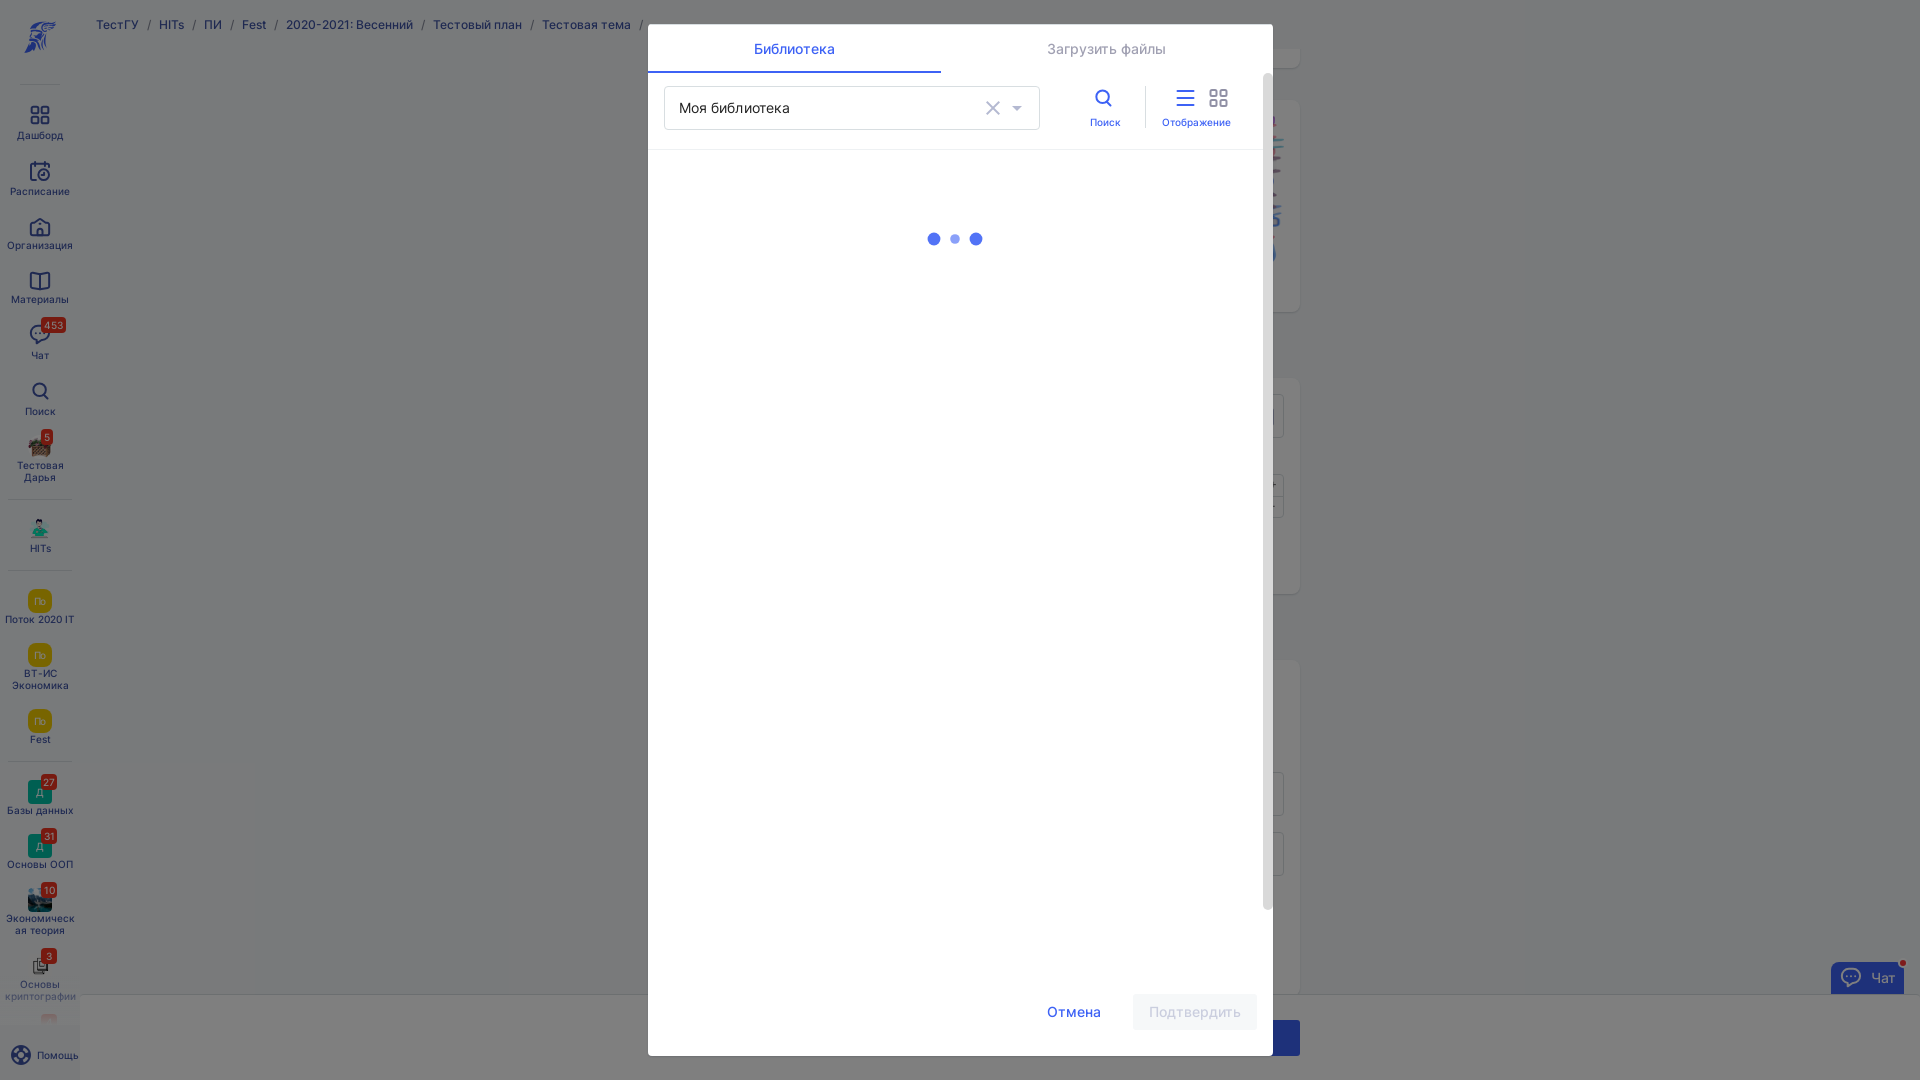 ТестГУ / HITs / ПИ / Fest / 2020-2021: Весенний / Тестовый план / Тестовая тема /
Библиотека
Загрузить файлы
Моя библиотека
Поиск
Отображение
Дашборд
Расписание
Организация
Материалы
453
Чат
Поиск
5
Тестовая
Дарья
HITs
По
Поток 2020 IT
По
ВТ-ИС
Экономика
По
Fest
27
Д
Базы данных
31
Д
Основы ООП
10
Экономическ
ая теория
3
Основы
криптографии
Помощь
Отмена
Подтвердить
Чат